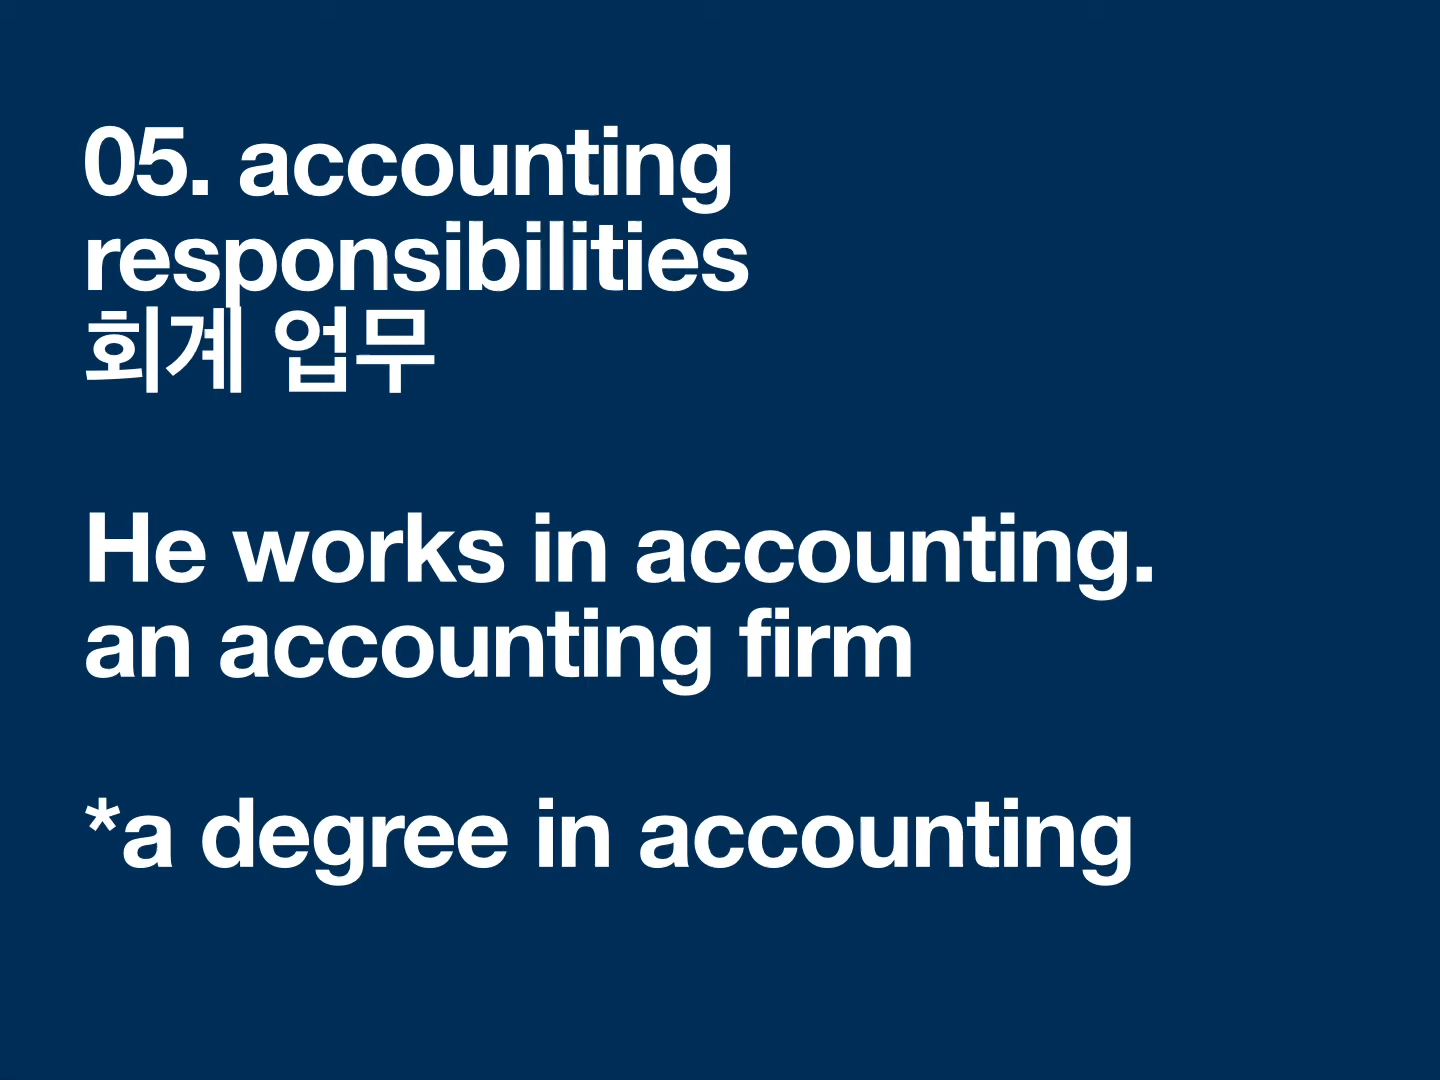 05. accounting
responsibilities
회계 업무
He works in accounting.
an accounting firm
*a degree in accounting